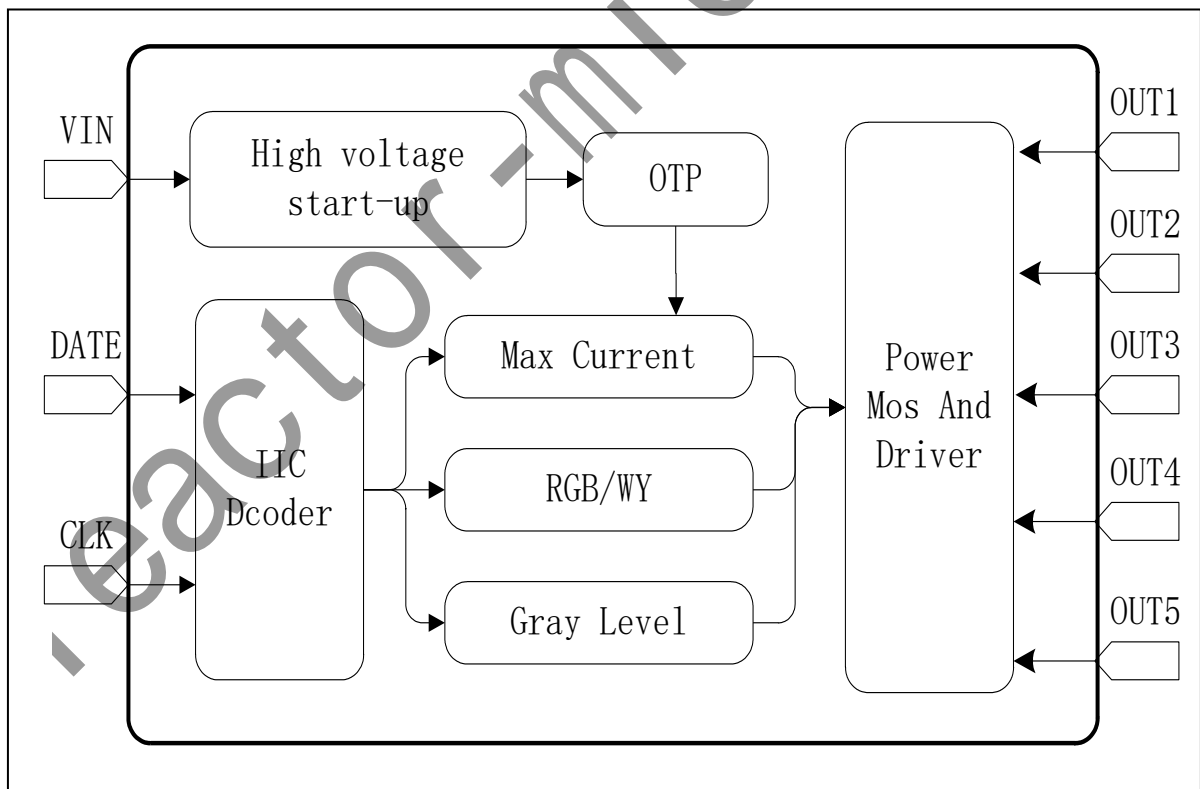 VIN
High voltage
start-up
OTP
OUT1
OUT2
DATE
IIC
Dcoder
Max Current
Power
Mos And
Driver
OUT3
CLK
RGB/WY
OUT4
Gray Level
OUT5